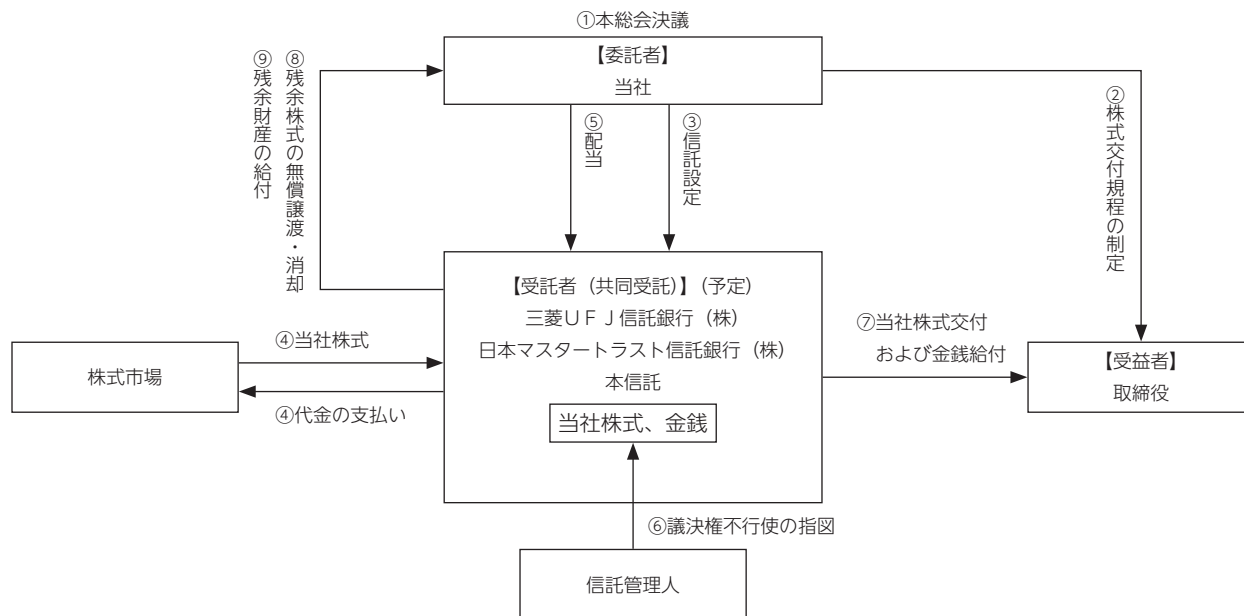 ①本総会決議
【委託者】
当社
⑨残余財産の給付
⑧残余株式の無償譲渡・消却
⑤配当
③信託設定
②株式交付規程の制定
【受託者（共同受託）】（予定）
三菱ＵＦＪ信託銀行（株）
日本マスタートラスト信託銀行（株）
本信託
当社株式、金銭
④当社株式
株式市場
④代金の支払い
⑦当社株式交付
および金銭給付
【受益者】
取締役
⑥議決権不行使の指図
信託管理人